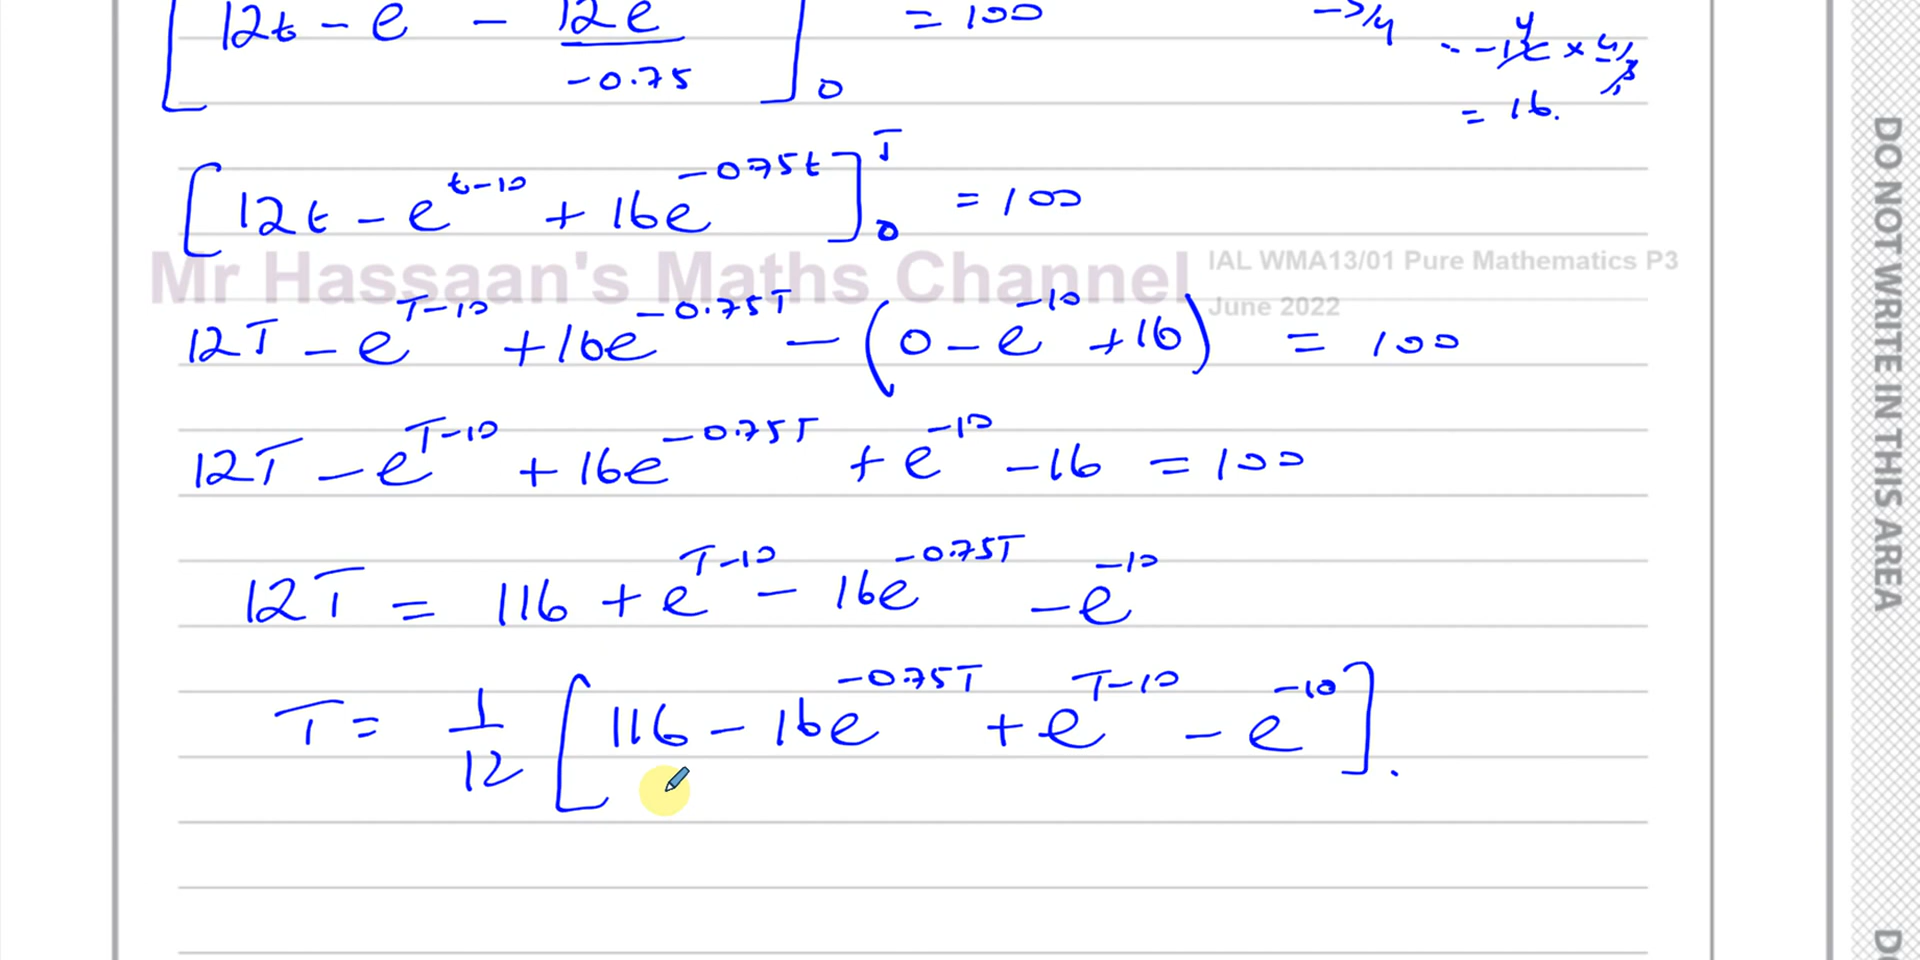 [12t - e - 12e/-0.75]₀ = 100
-3/4
= 16.
[12t - e^(t-10) + 16e^(-0.75t)]₀^T = 100
Mr Hassaan's Maths Channel
IAL WMA13/01 Pure Mathematics P3
June 2022
12T - e^(T-10) + 16e^(-0.75T) - (0 - e^(-10) + 16) = 100
12T - e^(T-10) + 16e^(-0.75T) + e^(-10) - 16 = 100
12T = 116 + e^(T-10) - 16e^(-0.75T) - e^(-10)
T = 1/12 [116 - 16e^(-0.75T) + e^(T-10) - e^(-10)].
DO NOT WRITE IN THIS AREA